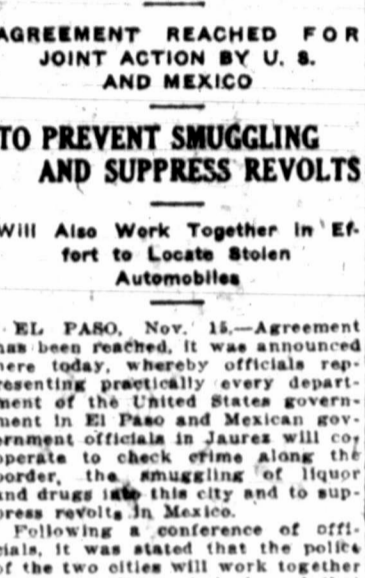 AGREEMENT REACHED FOR
JOINT ACTION BY U. S.
AND MEXICO
TO PREVENT SMUGGLING
AND SUPPRESS REVOLTS
Will Also Work Together in Ef-
fort to Locate Stolen
Automobiles
EL PASO, Nov. 15.—Agreement
has been reached, it was announced
here today, whereby officials rep-
resenting practically every depart-
ment of the United States govern-
ment in El Paso and Mexican gov-
ernment officials in Jaurez will co-
operate to check crime along the
border, the smuggling of liquor
and drugs into this city and to sup-
press revolts in Mexico.
Following a conference of offi-
cials, it was stated that the police
of the two cities will work together